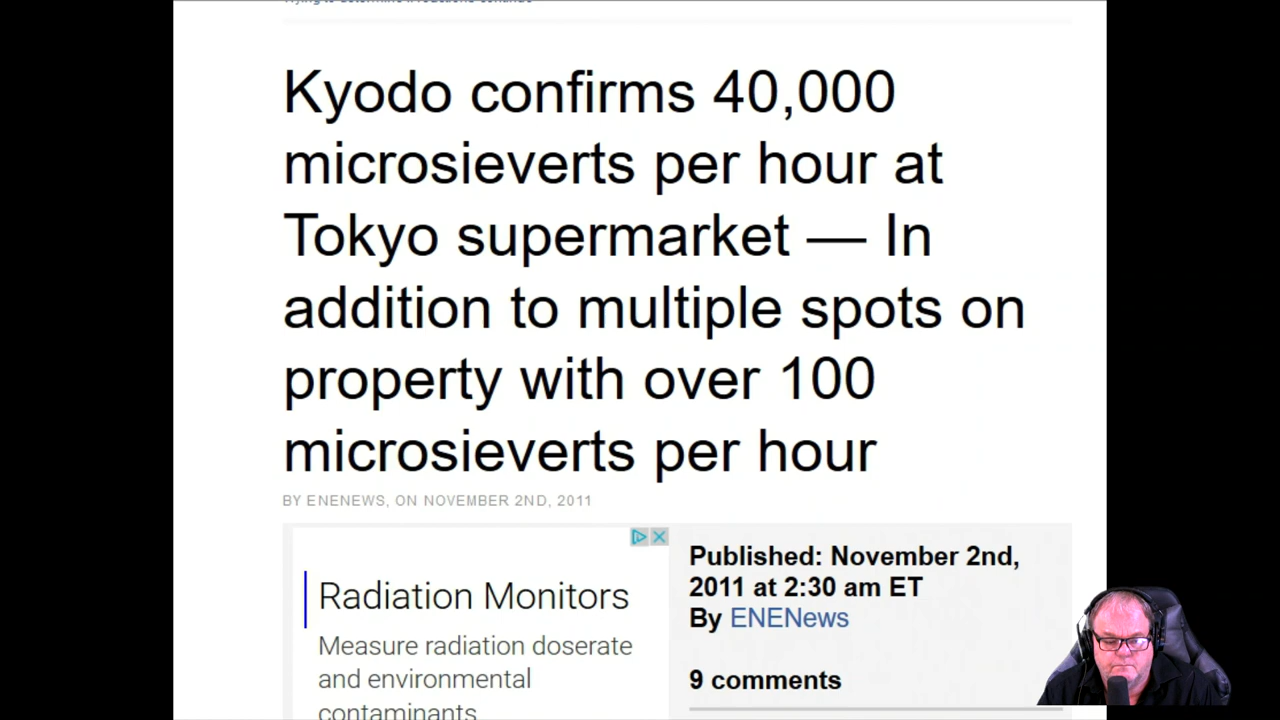 Kyodo confirms 40,000
microsieverts per hour at
Tokyo supermarket — In
addition to multiple spots on
property with over 100
microsieverts per hour
BY ENENEWS, ON NOVEMBER 2ND, 2011
Radiation Monitors
Measure radiation doserate
and environmental
contaminants
Published: November 2nd,
2011 at 2:30 am ET
By ENENews
9 comments